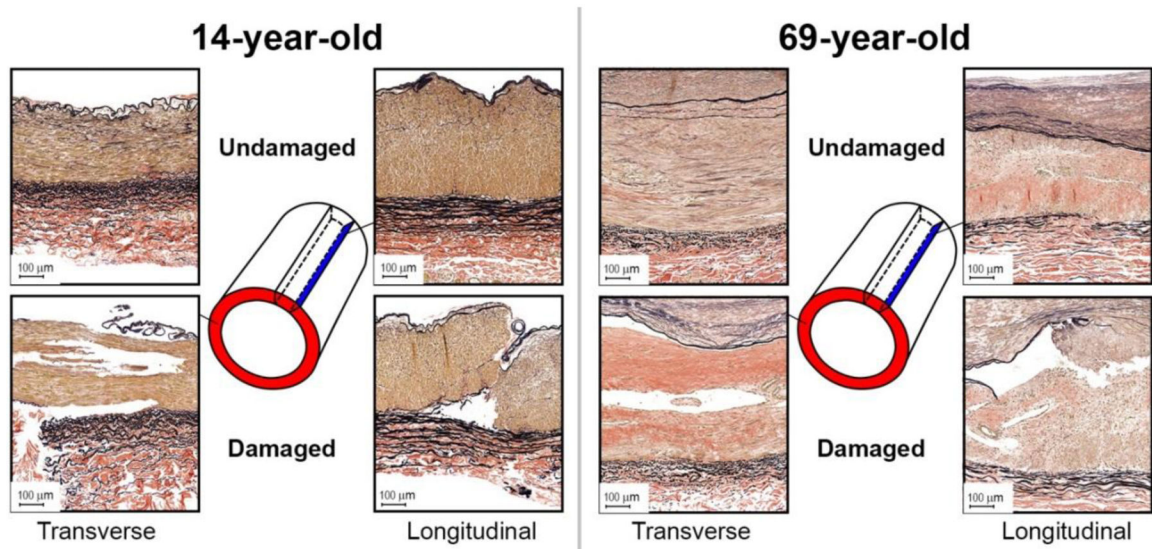 14-year-old
69-year-old
Undamaged
Undamaged
100 μm
100 μm
100 μm
100 μm
Damaged
Damaged
100 μm
100 μm
100 μm
100 μm
Transverse
Longitudinal
Transverse
Longitudinal